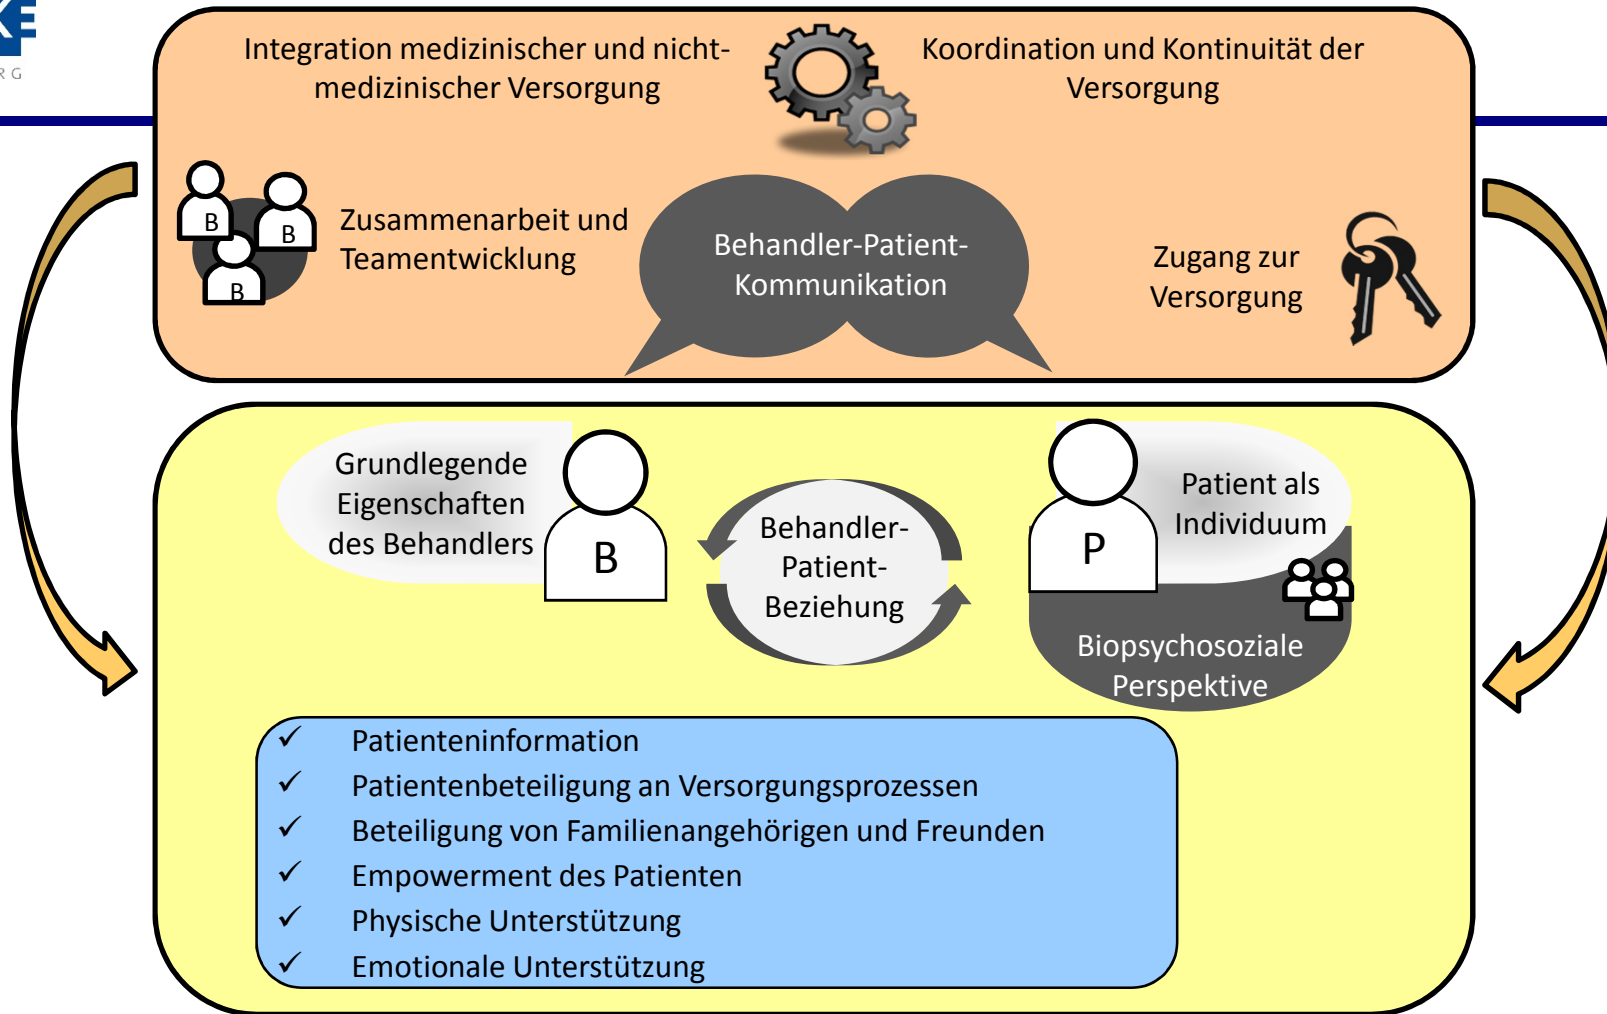 KE
RG
Integration medizinischer und nicht-
medizinischer Versorgung
Koordination und Kontinuität der
Versorgung
B
B
B
Zusammenarbeit und
Teamentwicklung
Behandler-Patient-
Kommunikation
Zugang zur
Versorgung
Grundlegende
Eigenschaften
des Behandlers
B
Behandler-
Patient-
Beziehung
P
Patient als
Individuum
Biopsychosoziale
Perspektive
✓ Patienteninformation
✓ Patientenbeteiligung an Versorgungsprozessen
✓ Beteiligung von Familienangehörigen und Freunden
✓ Empowerment des Patienten
✓ Physische Unterstützung
✓ Emotionale Unterstützung